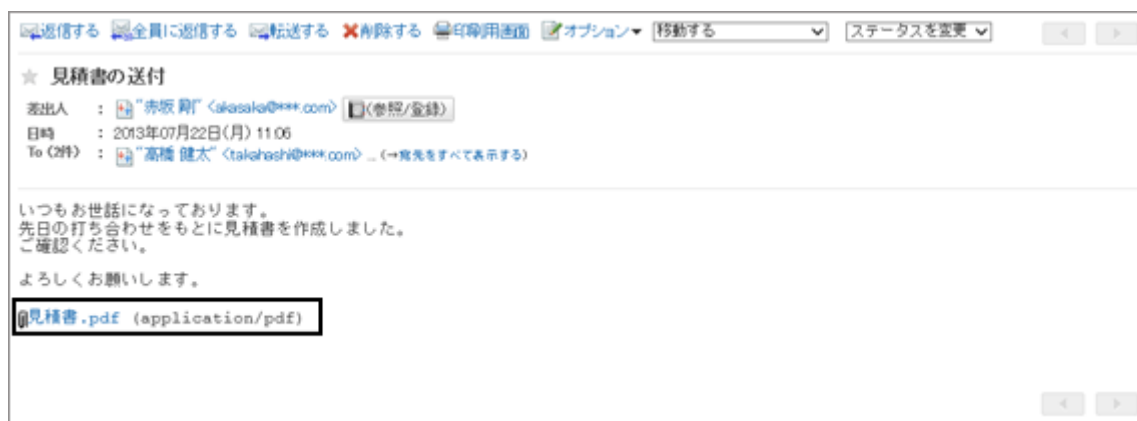 返信する 全員に返信する 転送する 削除する 印刷用画面 オプション▼ 移動する ステータスを変更
★ 見積書の送付
差出人 : "赤坂 剛" <akasaka@***.com> (参照/登録)
日時 : 2013年07月22日(月) 11:06
To (2件) : "高橋 健太" <takahashi@***.com> ... (→宛先をすべて表示する)
いつもお世話になっております。
先日の打ち合わせをもとに見積書を作成しました。
ご確認ください。
よろしくお願いします。
見積書.pdf (application/pdf)